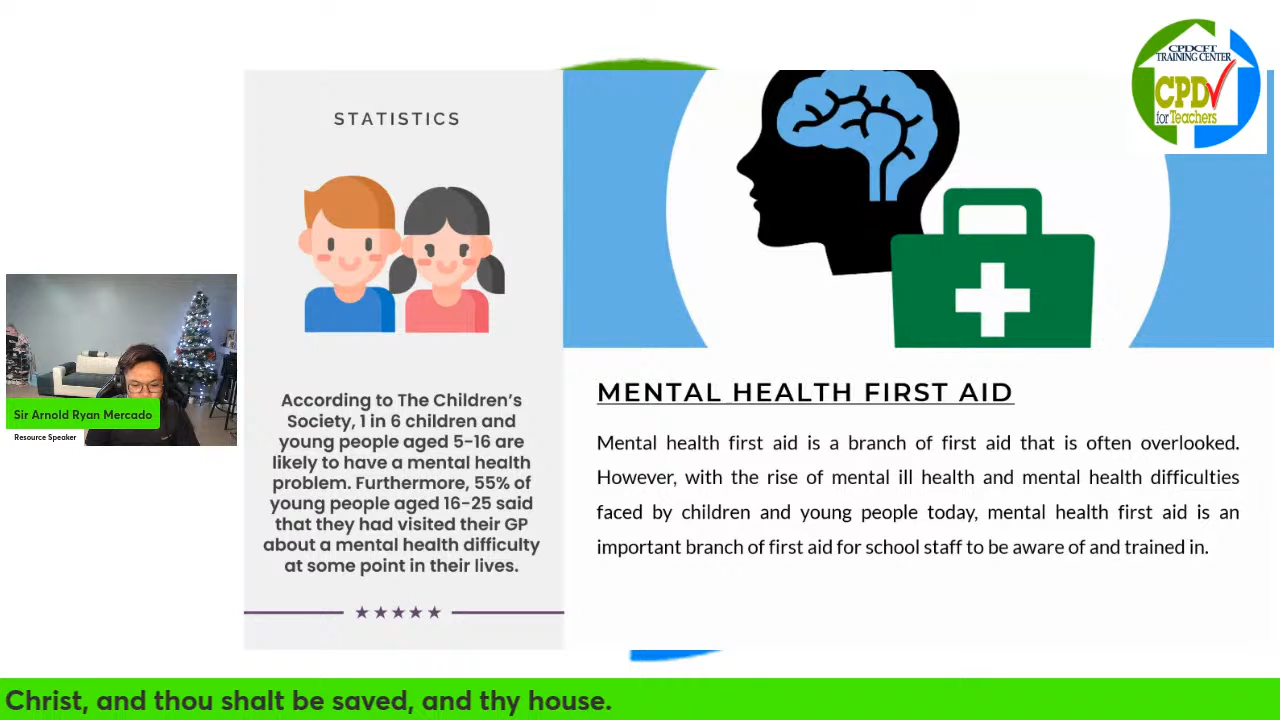 CPDCFT
TRAINING CENTER
CPD
for Teachers
STATISTICS
According to The Children's
Society, 1 in 6 children and
young people aged 5-16 are
likely to have a mental health
problem. Furthermore, 55% of
young people aged 16-25 said
that they had visited their GP
about a mental health difficulty
at some point in their lives.
MENTAL HEALTH FIRST AID
Mental health first aid is a branch of first aid that is often overlooked.
However, with the rise of mental ill health and mental health difficulties
faced by children and young people today, mental health first aid is an
important branch of first aid for school staff to be aware of and trained in.
Sir Arnold Ryan Mercado
Resource Speaker
Christ, and thou shalt be saved, and thy house.